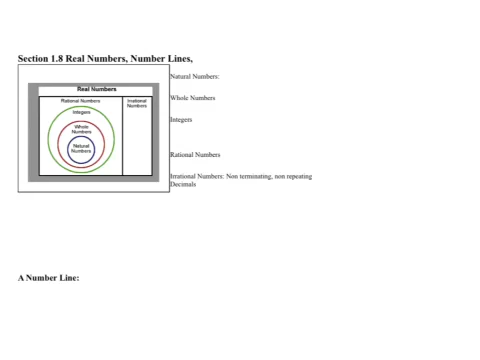 Section 1.8 Real Numbers, Number Lines,
Real Numbers
Rational Numbers
Irrational
Numbers
Integers
Whole
Numbers
Natural
Numbers
Natural Numbers:
Whole Numbers
Integers
Rational Numbers
Irrational Numbers: Non terminating, non repeating
Decimals
A Number Line: